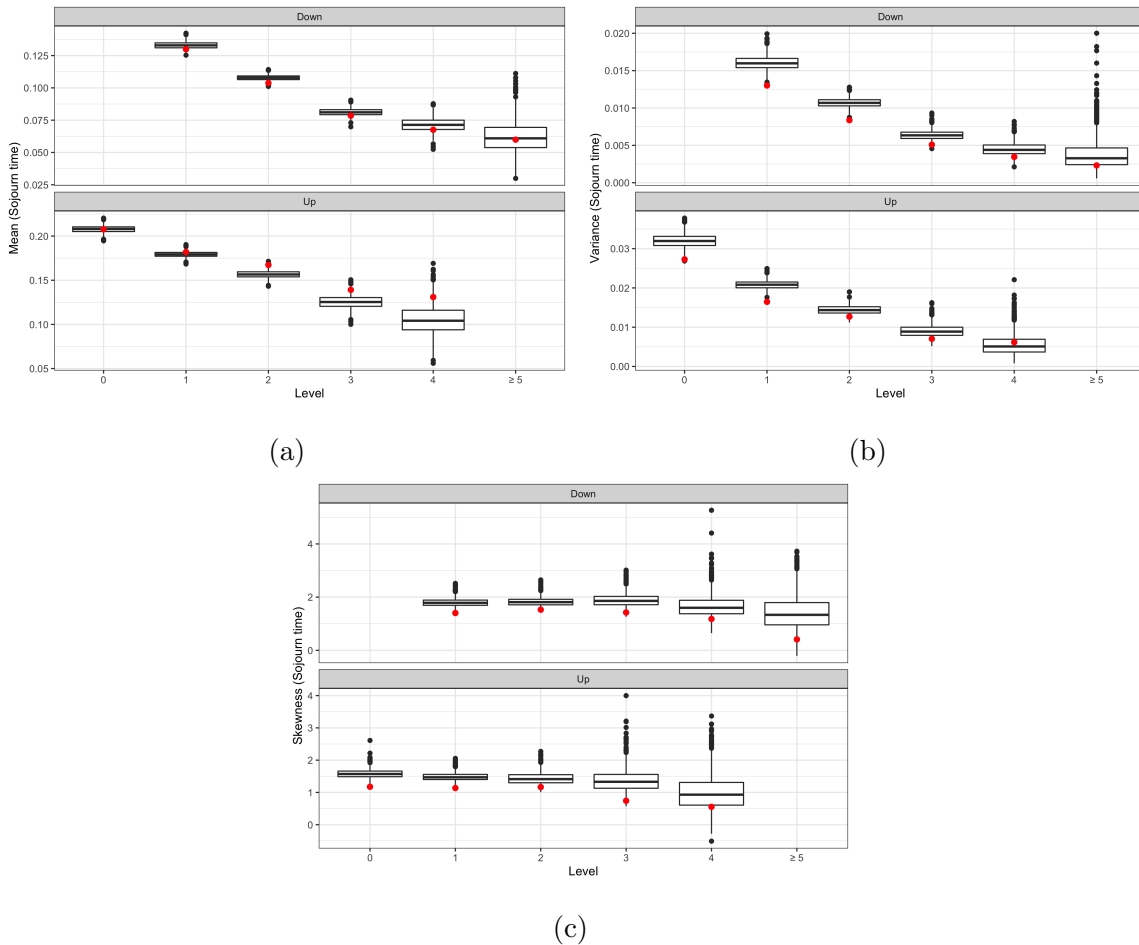 Down
0.125
0.100
0.075
0.050
0.025
Up
0.20
0.15
0.10
0.05
0
1
2
3
4
≥ 5
Level
Mean (Sojourn time)
(a)
Down
0.020
0.015
0.010
0.005
0.000
Up
0.03
0.02
0.01
0.00
0
1
2
3
4
≥ 5
Level
Variance (Sojourn time)
(b)
Down
4
2
0
Up
4
3
2
1
0
0
1
2
3
4
≥ 5
Level
Skewness (Sojourn time)
(c)